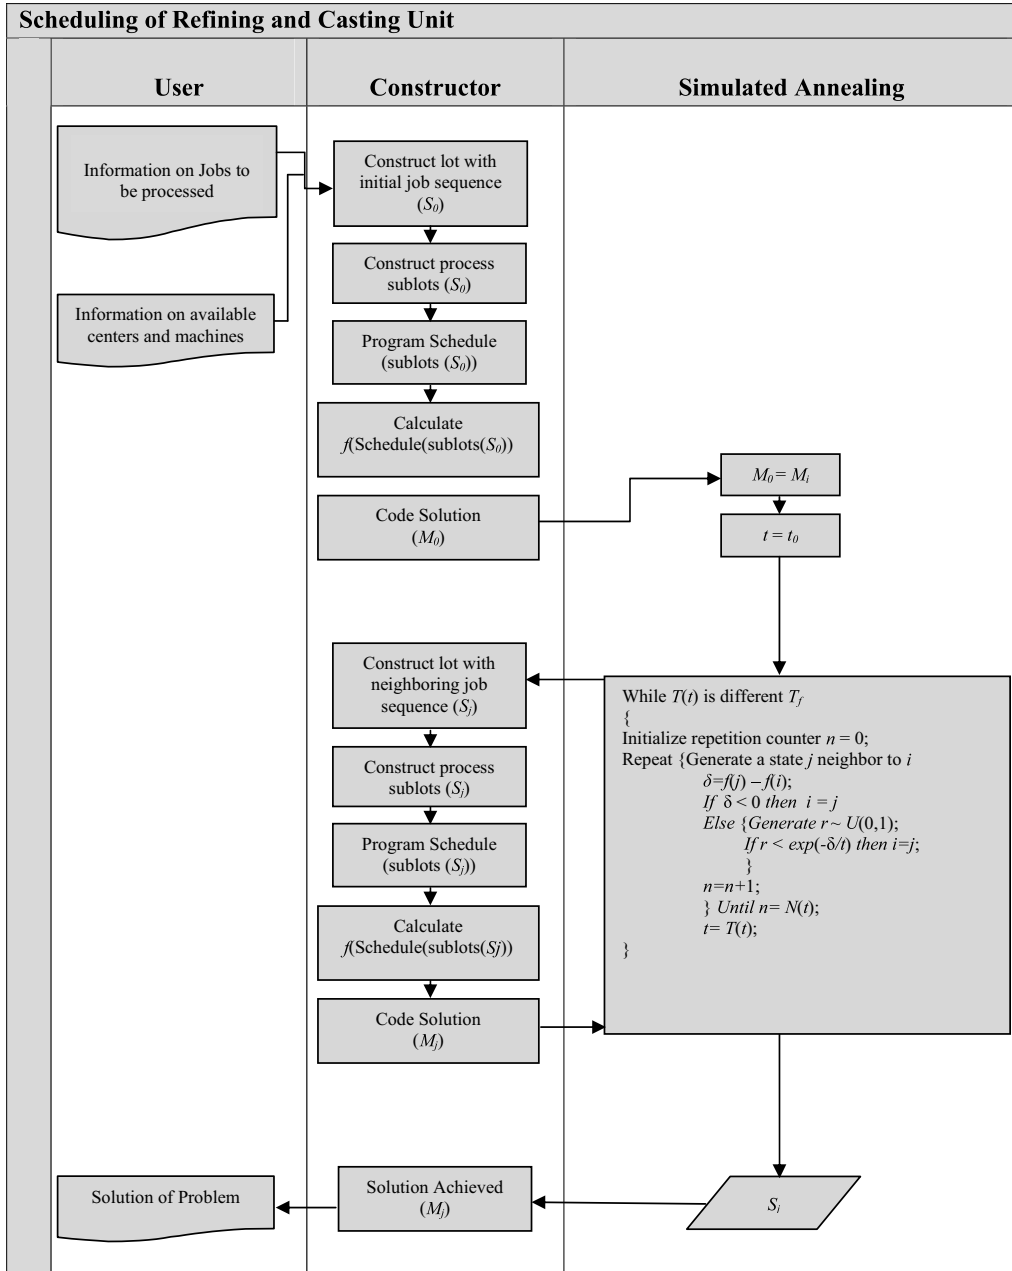 Scheduling of Refining and Casting Unit
User
Constructor
Simulated Annealing
Information on Jobs to
be processed
Information on available
centers and machines
Construct lot with
initial job sequence
(S0)
Construct process
sublots (S0)
Program Schedule
(sublots (S0))
Calculate
f(Schedule(sublots(S0))
Code Solution
(M0)
M0 = Mi
t = t0
Construct lot with
neighboring job
sequence (Sj)
Construct process
sublots (Sj)
Program Schedule
(sublots (Sj))
Calculate
f(Schedule(sublots(Sj))
Code Solution
(Mj)
While T(t) is different Tf
{
Initialize repetition counter n = 0;
Repeat {Generate a state j neighbor to i
δ=f(j) – f(i);
If δ < 0 then i = j
Else {Generate r ~ U(0,1);
If r < exp(-δ/t) then i=j;
}
n=n+1;
} Until n= N(t);
t= T(t);
}
Solution of Problem
Solution Achieved
(Mj)
Si